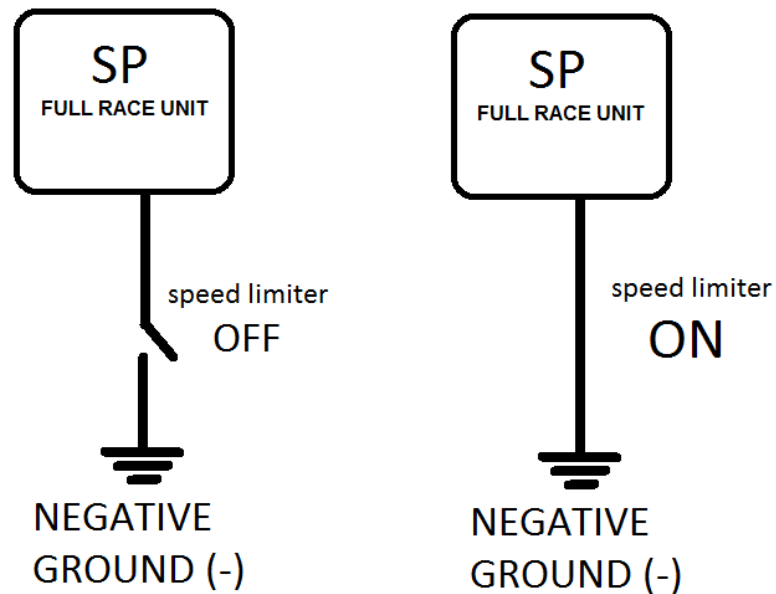 SP
FULL RACE UNIT
speed limiter
OFF
NEGATIVE
GROUND (-)
SP
FULL RACE UNIT
speed limiter
ON
NEGATIVE
GROUND (-)